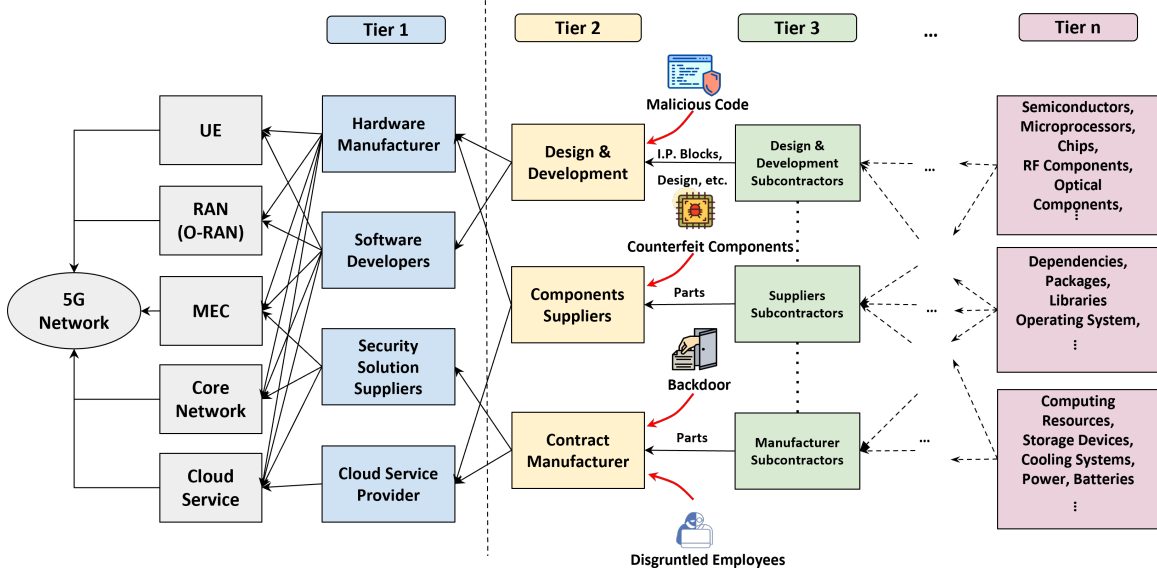 Tier 1
Tier 2
Tier 3
...
Tier n
UE
RAN
(O-RAN)
MEC
Core
Network
Cloud
Service
5G
Network
Hardware
Manufacturer
Software
Developers
Security
Solution
Suppliers
Cloud Service
Provider
Design &
Development
Components
Suppliers
Contract
Manufacturer
Malicious Code
I.P. Blocks,
Design, etc.
Counterfeit Components
Parts
Backdoor
Parts
Disgruntled Employees
Design &
Development
Subcontractors
Suppliers
Subcontractors
Manufacturer
Subcontractors
...
...
...
Semiconductors,
Microprocessors,
Chips,
RF Components,
Optical
Components,
⋮
Dependencies,
Packages,
Libraries
Operating System,
⋮
Computing
Resources,
Storage Devices,
Cooling Systems,
Power, Batteries
⋮